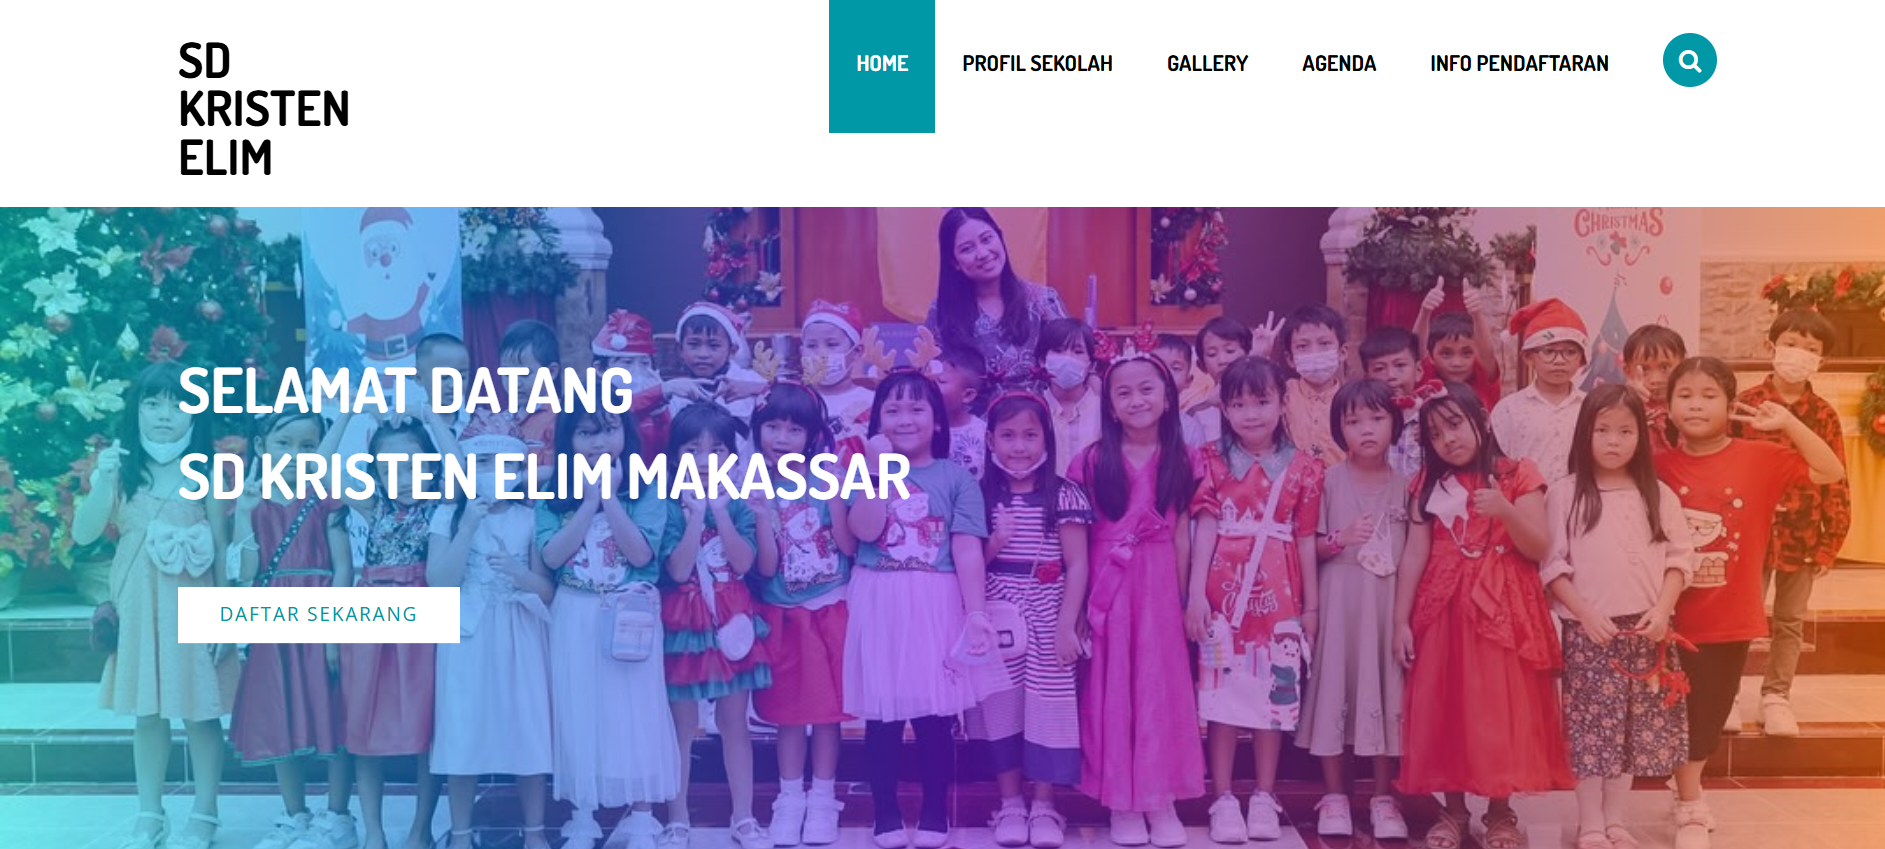 SD
KRISTEN
ELIM
HOME
PROFIL SEKOLAH
GALLERY
AGENDA
INFO PENDAFTARAN
CHRISTMAS
SELAMAT DATANG
SD KRISTEN ELIM MAKASSAR
DAFTAR SEKARANG